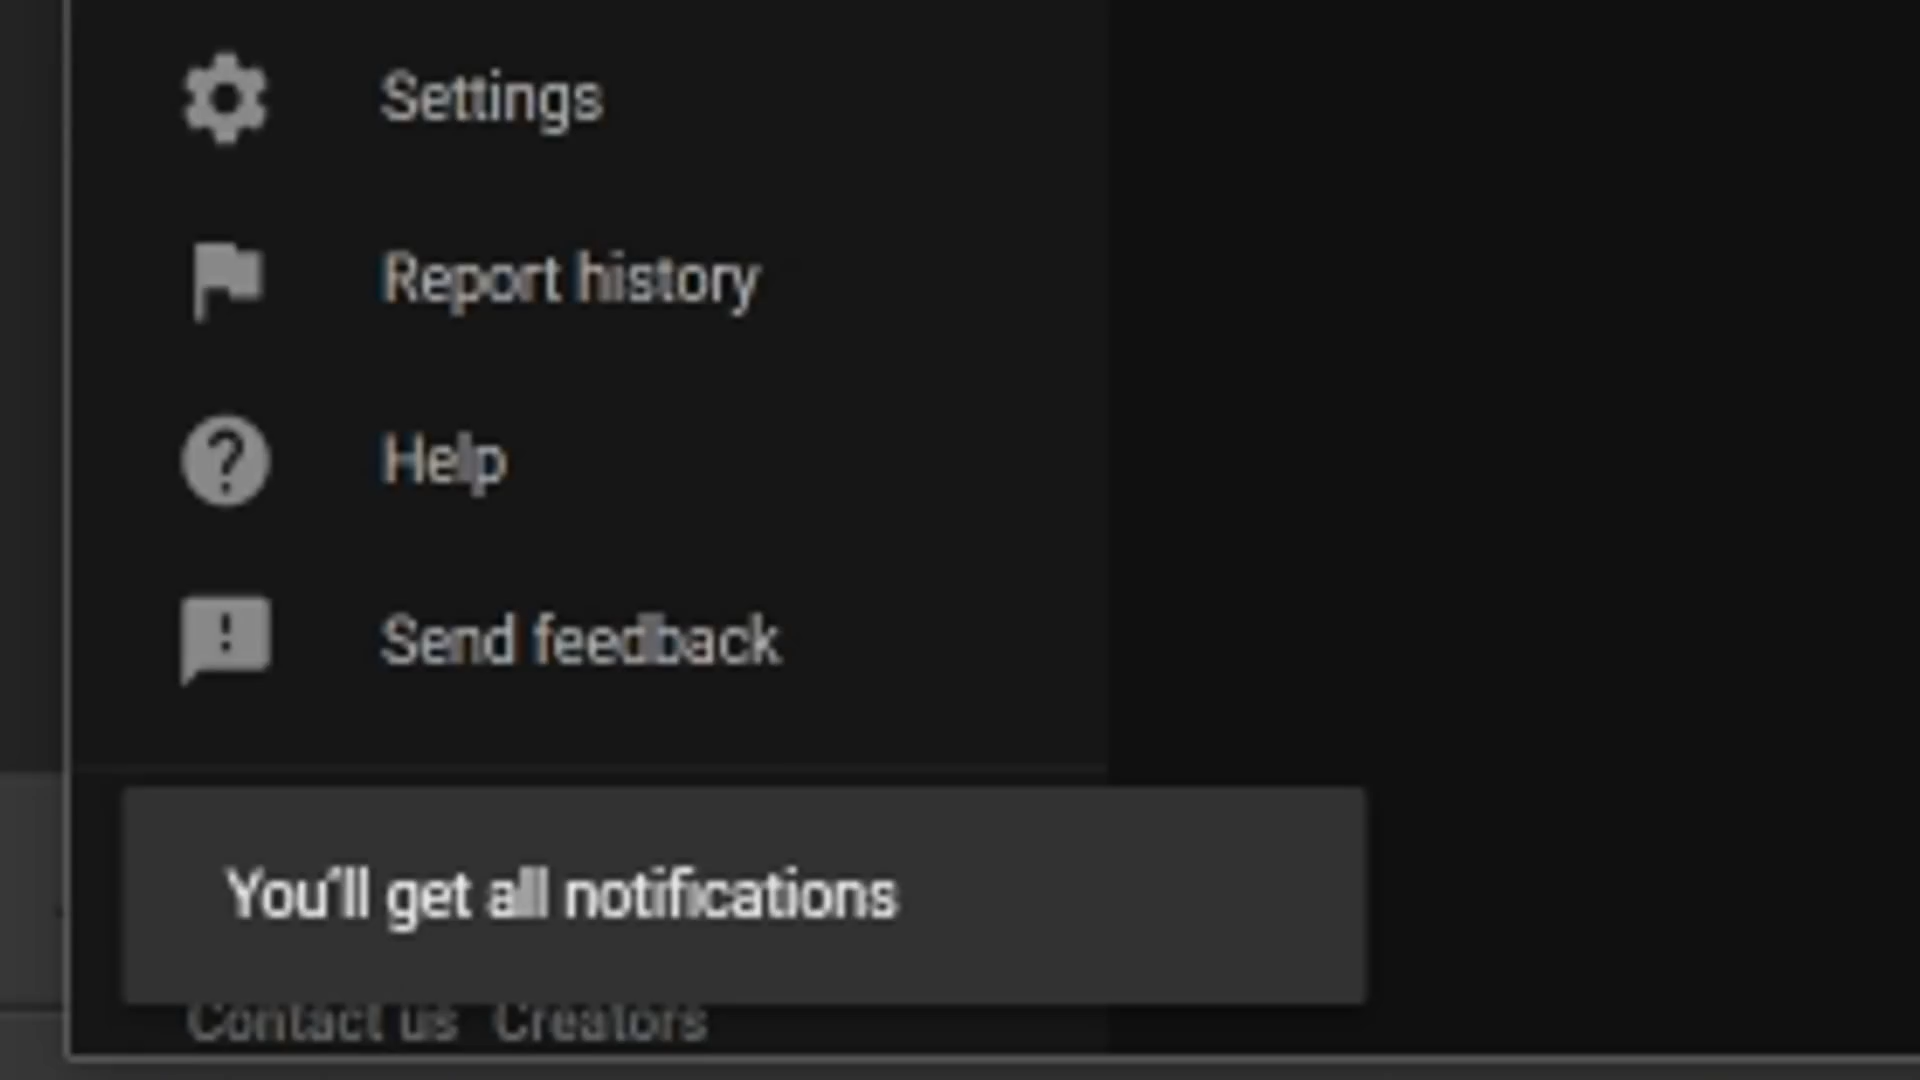 Settings
Report history
Help
Send feedback
You'll get all notifications
Contact us Creators